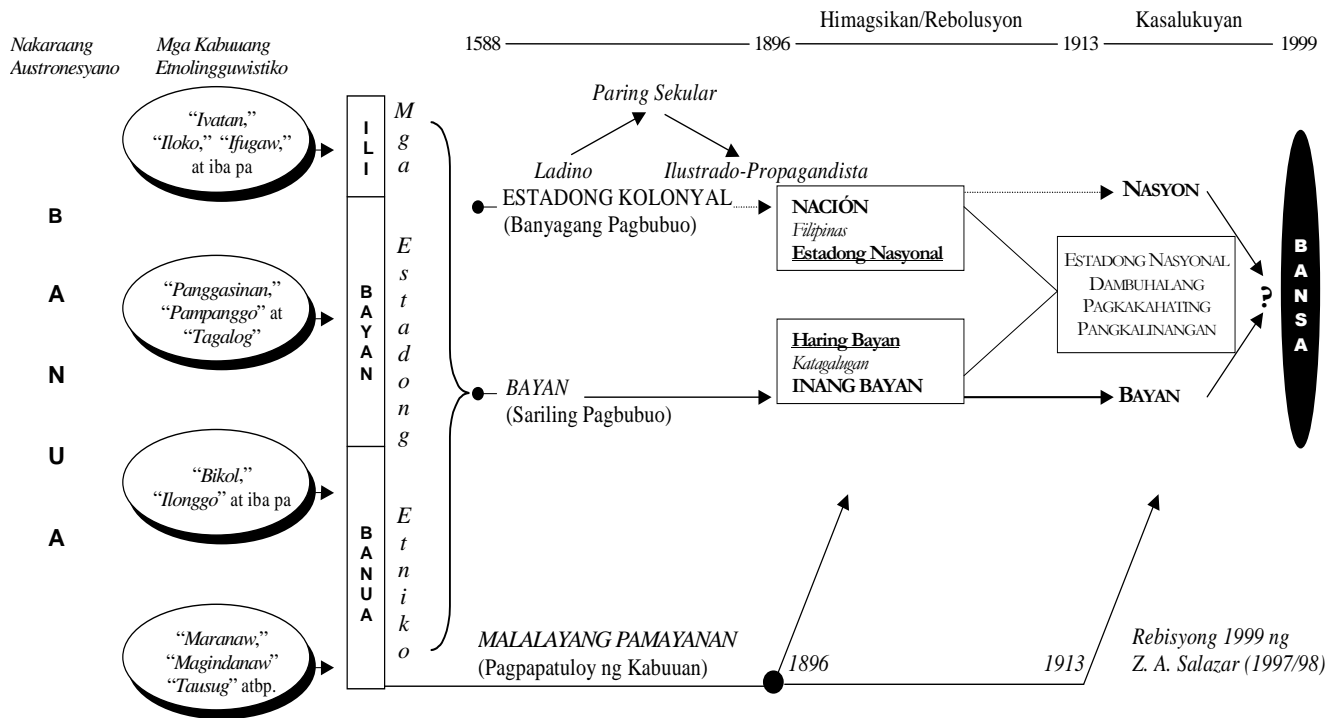 Himagsikan/Rebolusyon Kasalukuyan
1588 1896 1913 1999
Nakaraang
Austronesyano
Mga Kabuuang
Etnolingguwistiko
BANUA
“Ivatan,”
“Iloko,” “Ifugaw,”
at iba pa
“Panggasinan,”
“Pampanggo” at
“Tagalog”
“Bikol,”
“Ilonggo” at iba pa
“Maranaw,”
“Magindanaw”
“Tausug” atbp.
ILI
BAYAN
BANUA
Mga Estadong Etniko
Paring Sekular
Ladino
Ilustrado-Propagandista
ESTADONG KOLONYAL
(Banyagang Pagbubuo)
BAYAN
(Sariling Pagbubuo)
MALALAYANG PAMAYANAN
(Pagpapatuloy ng Kabuuan)
NACIÓN
Filipinas
Estadong Nasyonal
Haring Bayan
Katagalugan
INANG BAYAN
1896
1913
NASYON
ESTADONG NASYONAL
DAMBUHALANG
PAGKAKAHATING
PANGKALINANGAN
BAYAN
?
BANSA
Rebisyong 1999 ng
Z. A. Salazar (1997/98)